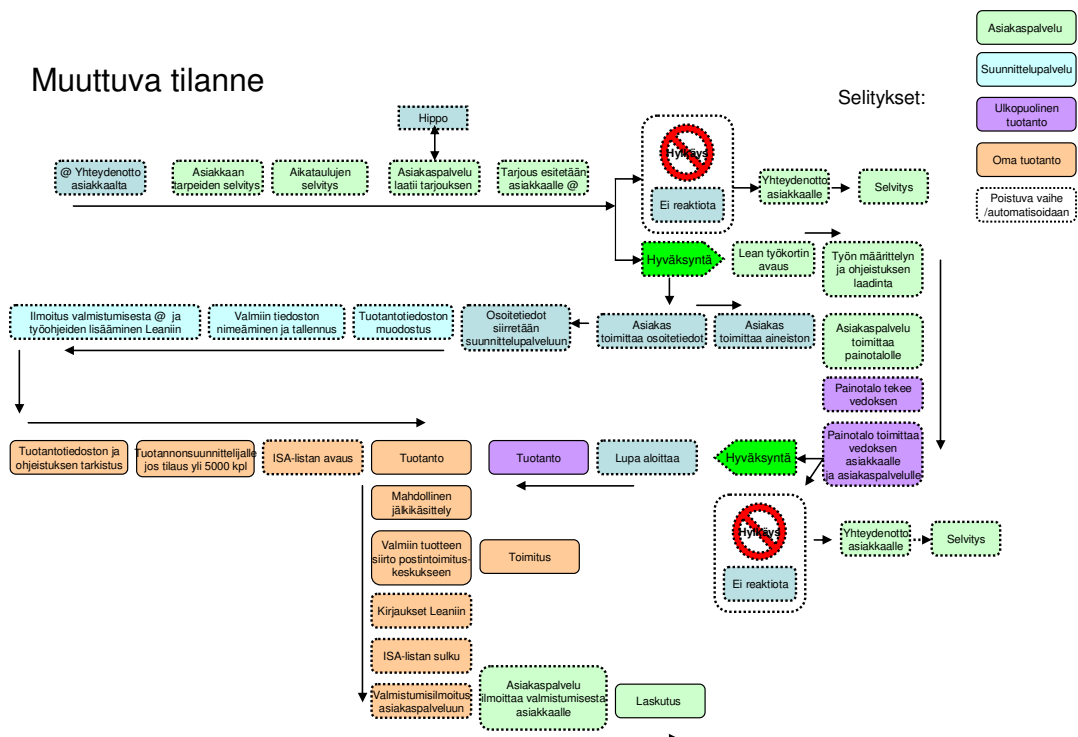 Muuttuva tilanne
Selitykset:
Asiakaspalvelu
Suunnittelupalvelu
Ulkopuolinen
tuotanto
Oma tuotanto
Poistuva vaihe
/automatisoidaan
Hippo
@ Yhteydenotto
asiakkaalta
Asiakkaan
tarpeiden selvitys
Aikataulujen
selvitys
Asiakaspalvelu
laatii tarjouksen
Tarjous esitetään
asiakkaalle @
Hylkäys
Ei reaktiota
Yhteydenotto
asiakkaalle
Selvitys
Hyväksyntä
Lean työkortin
avaus
Työn määrittelyn
ja ohjeistuksen
laadinta
Ilmoitus valmistumisesta @ ja
työohjeiden lisääminen Leaniin
Valmiin tiedoston
nimeäminen ja tallennus
Tuotantotiedoston
muodostus
Osoitetiedot
siirretään
suunnittelupalveluun
Asiakas
toimittaa osoitetiedot
Asiakas
toimittaa aineiston
Asiakaspalvelu
toimittaa
painotalolle
Painotalo tekee
vedoksen
Tuotantotiedoston ja
ohjeistuksen tarkistus
Tuotannonsuunnittelijalle
jos tilaus yli 5000 kpl
ISA-listan avaus
Tuotanto
Tuotanto
Lupa aloittaa
Hyväksyntä
Painotalo toimittaa
vedoksen
asiakkaalle
ja asiakaspalvelulle
Mahdollinen
jälkikäsittely
Valmiin tuotteen
siirto postintoimitus-
keskukseen
Toimitus
Hylkäys
Ei reaktiota
Yhteydenotto
asiakkaalle
Selvitys
Kirjaukset Leaniin
ISA-listan sulku
Valmistumisilmoitus
asiakaspalveluun
Asiakaspalvelu
ilmoittaa valmistumisesta
asiakkaalle
Laskutus